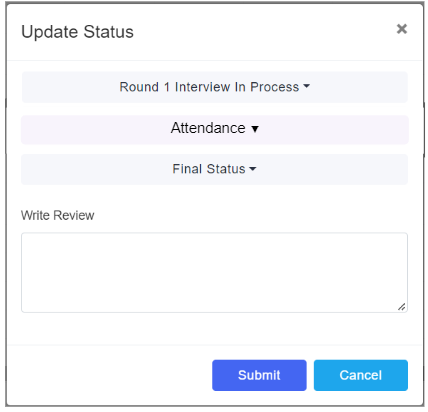 Update Status
Round 1 Interview In Process
Attendance
Final Status
Write Review
Submit
Cancel